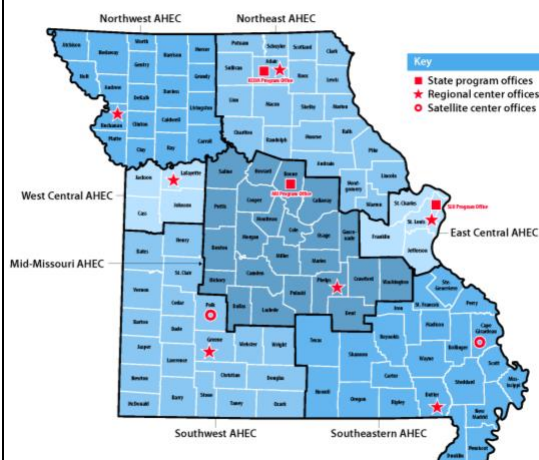 Northwest AHEC
Northeast AHEC
Key
State program offices
Regional center offices
Satellite center offices
West Central AHEC
East Central AHEC
Mid-Missouri AHEC
Southwest AHEC
Southeastern AHEC
Atchison
Nodaway
Worth
Harrison
Mercer
Gentry
Holt
Andrew
DeKalb
Daviess
Grundy
Livingston
Buchanan
Clinton
Caldwell
Platte
Clay
Ray
Carroll
Putnam
Schuyler
Scotland
Clark
Sullivan
Adair
Knox
Lewis
Linn
Macon
Shelby
Marion
Chariton
Randolph
Monroe
Ralls
Pike
Audrain
Lincoln
Warren
Jackson
Lafayette
Cass
Johnson
Saline
Howard
Boone
Callaway
Pettis
Cooper
Cole
Osage
Benton
Morgan
Miller
Maries
Camden
Hickory
Dallas
Laclede
Pulaski
Phelps
Crawford
Washington
Dent
St. Charles
St. Louis
Franklin
Jefferson
Bates
Henry
St. Clair
Vernon
Cedar
Polk
Barton
Dade
Greene
Webster
Wright
Jasper
Lawrence
Christian
Douglas
Newton
Barry
Stone
Taney
Ozark
McDonald
Texas
Shannon
Reynolds
Iron
Madison
St. Francois
Perry
Cape
Girardeau
Bollinger
Wayne
Scott
Stoddard
Carter
Howell
Oregon
Ripley
Butler
New
Madrid
Pemiscot